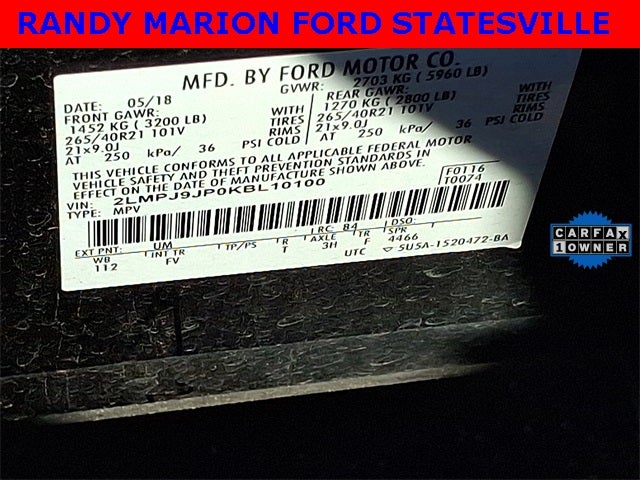 RANDY MARION FORD STATESVILLE
MFD. BY FORD MOTOR CO.
DATE: 05/18 GVWR: 2703 KG ( 5960 LB)
FRONT GAWR: REAR GAWR:
1452 KG ( 3200 LB) WITH 1270 KG ( 2800 LB) WITH
265/40R21 101V TIRES 265/40R21 101V TIRES
21x9.0J RIMS 21x9.0J RIMS
AT 250 kPa/ 36 PSI COLD AT 250 kPa/ 36 PSI COLD
THIS VEHICLE CONFORMS TO ALL APPLICABLE FEDERAL MOTOR
VEHICLE SAFETY AND THEFT PREVENTION STANDARDS IN
EFFECT ON THE DATE OF MANUFACTURE SHOWN ABOVE.
VIN: 2LMPJ9JP0KBL10100 F0116
TYPE: MPV T0074
EXT PNT: UM LRC: 84 DSO:
WB INT TR TP/PS R AXLE TR SPR
112 FV T 3H F 4466
UTC 5U5A-1520472-BA
CARFAX
1 OWNER